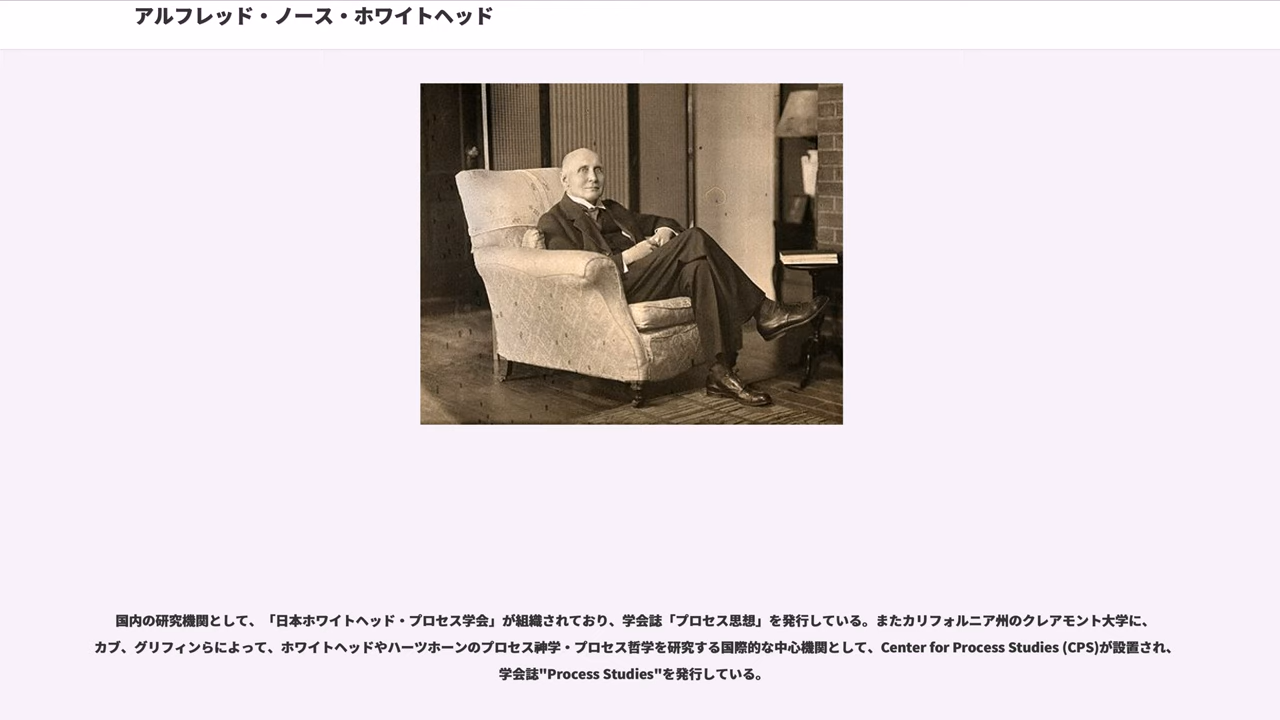 アルフレッド・ノース・ホワイトヘッド
国内の研究機関として、「日本ホワイトヘッド・プロセス学会」が組織されており、学会誌「プロセス思想」を発行している。またカリフォルニア州のクレアモント大学に、
カブ、グリフィンらによって、ホワイトヘッドやハーツホーンのプロセス神学・プロセス哲学を研究する国際的な中心機関として、Center for Process Studies (CPS)が設置され、
学会誌"Process Studies"を発行している。